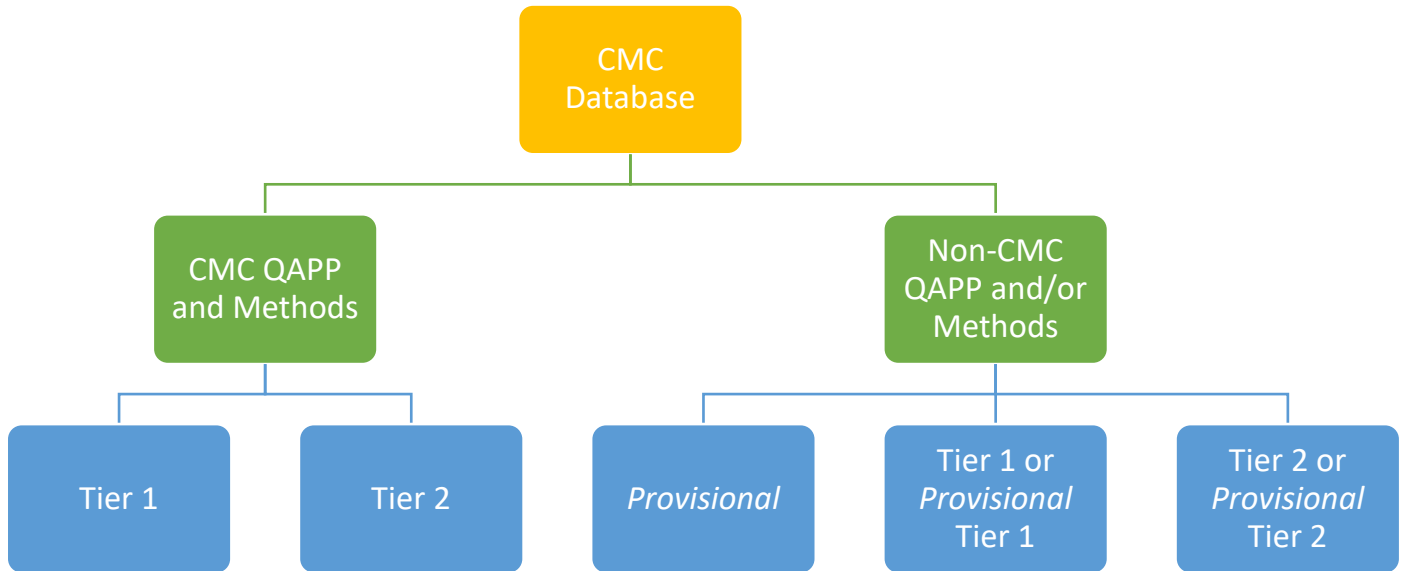 CMC
Database
CMC QAPP
and Methods
Non-CMC
QAPP and/or
Methods
Tier 1
Tier 2
Provisional
Tier 1 or
Provisional
Tier 1
Tier 2 or
Provisional
Tier 2